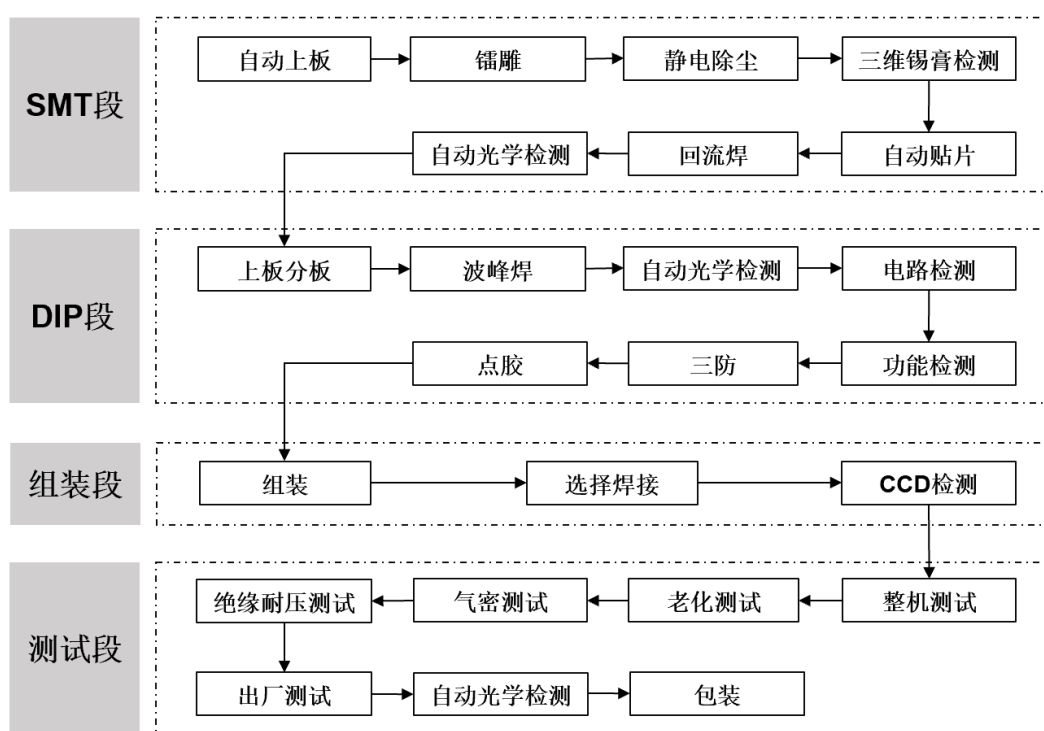 SMT段
自动上板
镭雕
静电除尘
三维锡膏检测
自动贴片
回流焊
自动光学检测
DIP段
上板分板
波峰焊
自动光学检测
电路检测
功能检测
三防
点胶
组装段
组装
选择焊接
CCD检测
测试段
整机测试
老化测试
气密测试
绝缘耐压测试
出厂测试
自动光学检测
包装